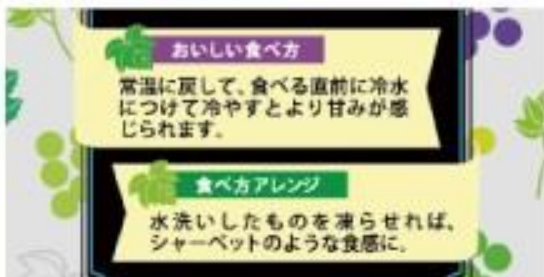 おいしい食べ方
常温に戻して、食べる直前に冷水
につけて冷やすとより甘みが感
じられます。
食べ方アレンジ
水洗いしたものを凍らせれば、
シャーベットのような食感に。